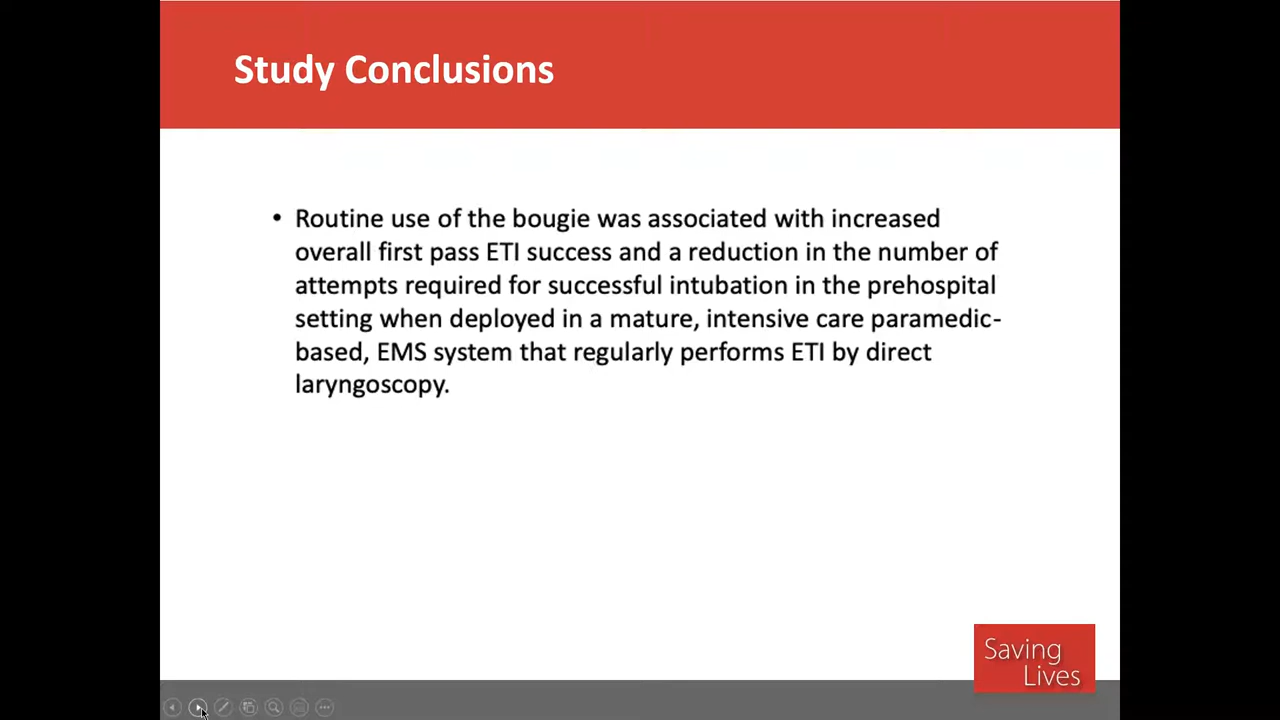 Study Conclusions
• Routine use of the bougie was associated with increased
overall first pass ETI success and a reduction in the number of
attempts required for successful intubation in the prehospital
setting when deployed in a mature, intensive care paramedic-
based, EMS system that regularly performs ETI by direct
laryngoscopy.
Saving
Lives